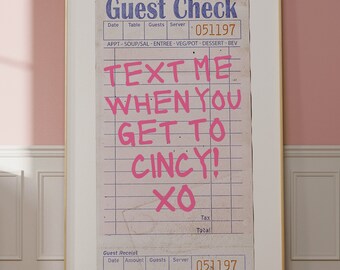 Guest Check
Date Table Guests Server 051197
APPT - SOUP/SAL - ENTREE - VEG/POT - DESSERT - BEV
TEXT ME
WHEN YOU
GET TO
CINCY!
XO
Tax
Total
Guest Receipt
Date Amount Guests Server 051197